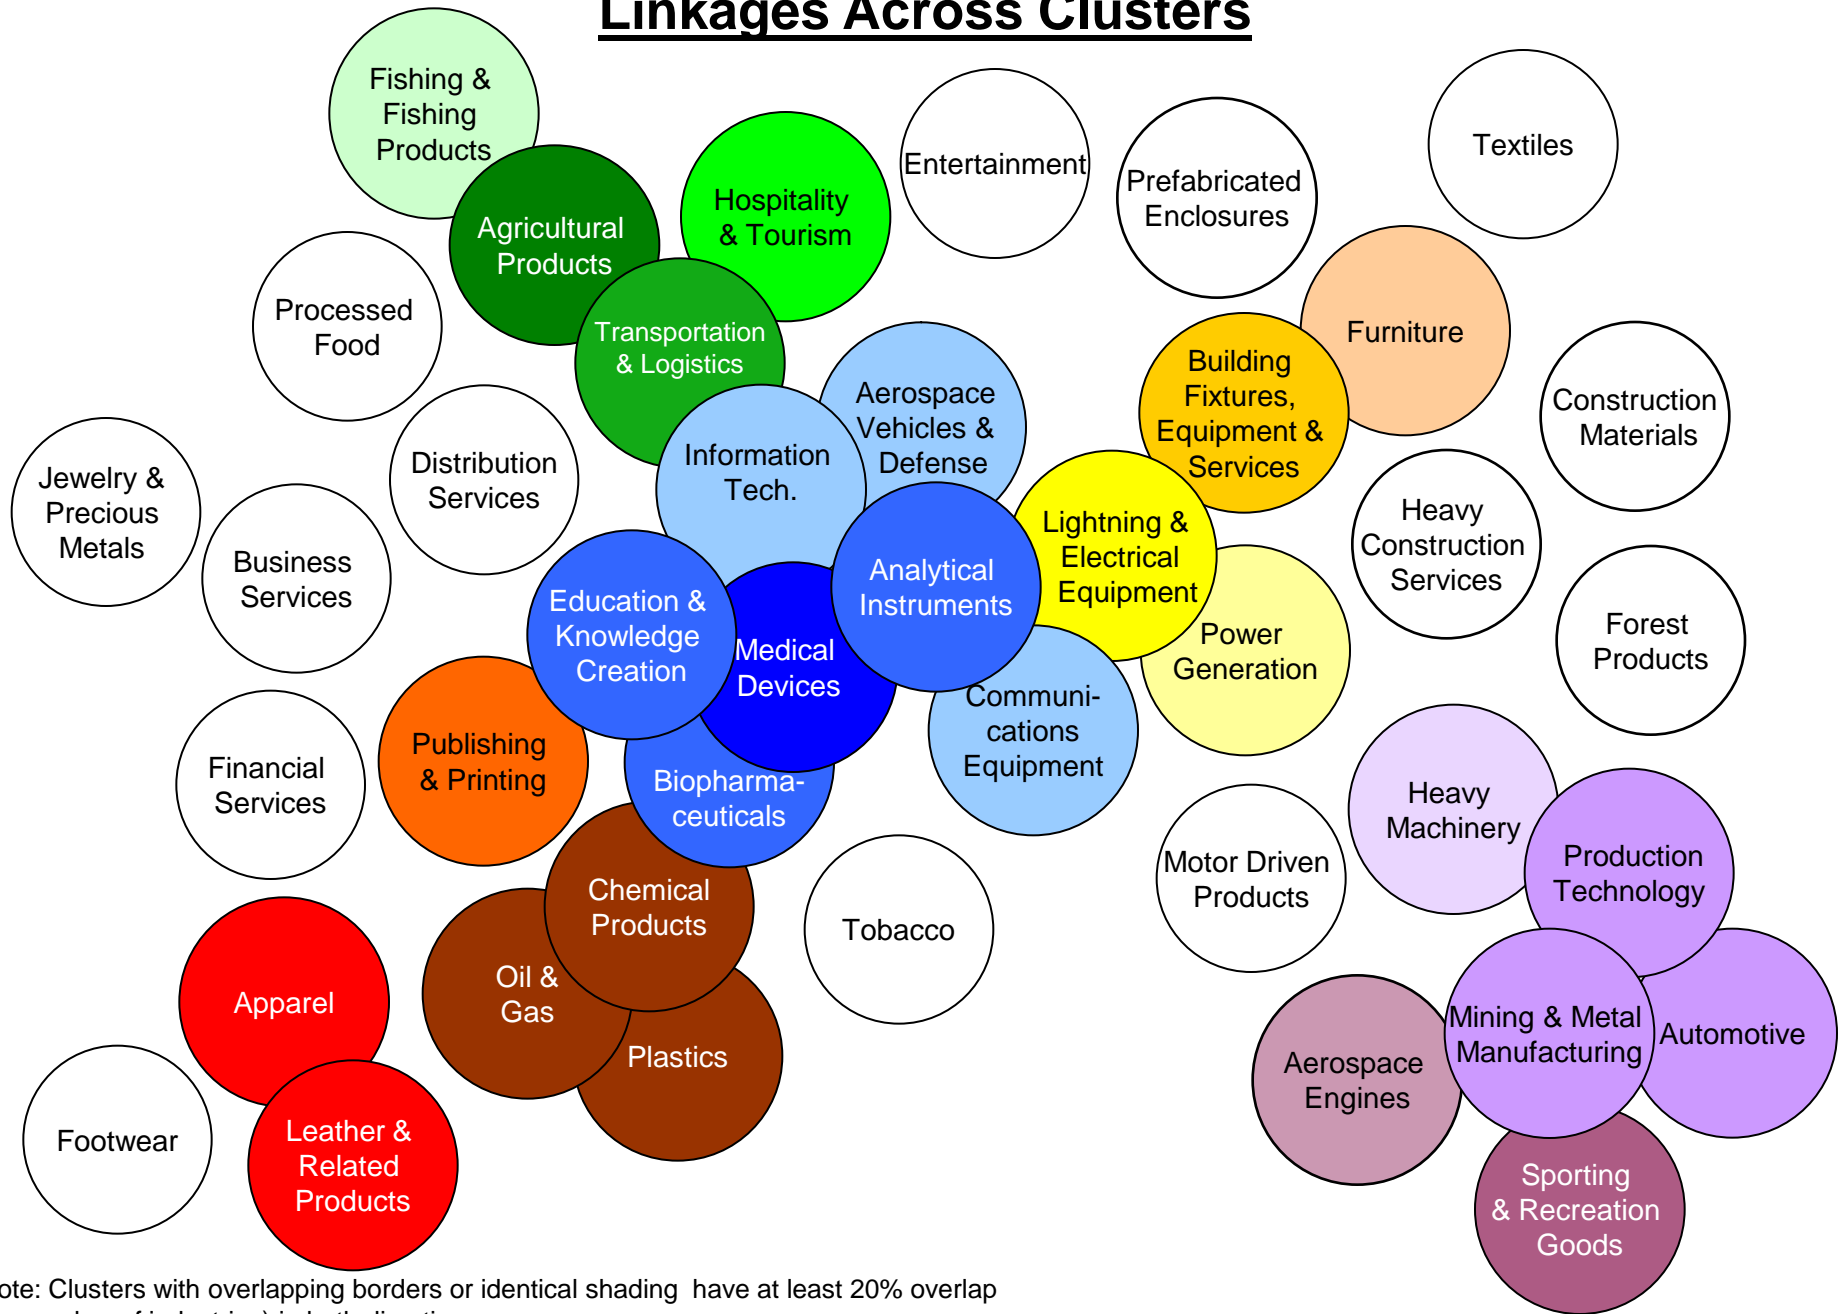 Linkages Across Clusters
Fishing &
Fishing
Products
Entertainment
Textiles
Prefabricated
Enclosures
Hospitality
& Tourism
Agricultural
Products
Processed
Food
Transportation
& Logistics
Furniture
Building
Fixtures,
Equipment &
Services
Construction
Materials
Aerospace
Vehicles &
Defense
Information
Tech.
Distribution
Services
Jewelry &
Precious
Metals
Business
Services
Lightning &
Electrical
Equipment
Heavy
Construction
Services
Analytical
Instruments
Education &
Knowledge
Creation
Medical
Devices
Power
Generation
Forest
Products
Communi-
cations
Equipment
Publishing
& Printing
Financial
Services
Biopharma-
ceuticals
Heavy
Machinery
Motor Driven
Products
Production
Technology
Chemical
Products
Tobacco
Oil &
Gas
Apparel
Plastics
Mining & Metal
Manufacturing
Automotive
Aerospace
Engines
Footwear
Leather &
Related
Products
Sporting
& Recreation
Goods
ote: Clusters with overlapping borders or identical shading have at least 20% overlap